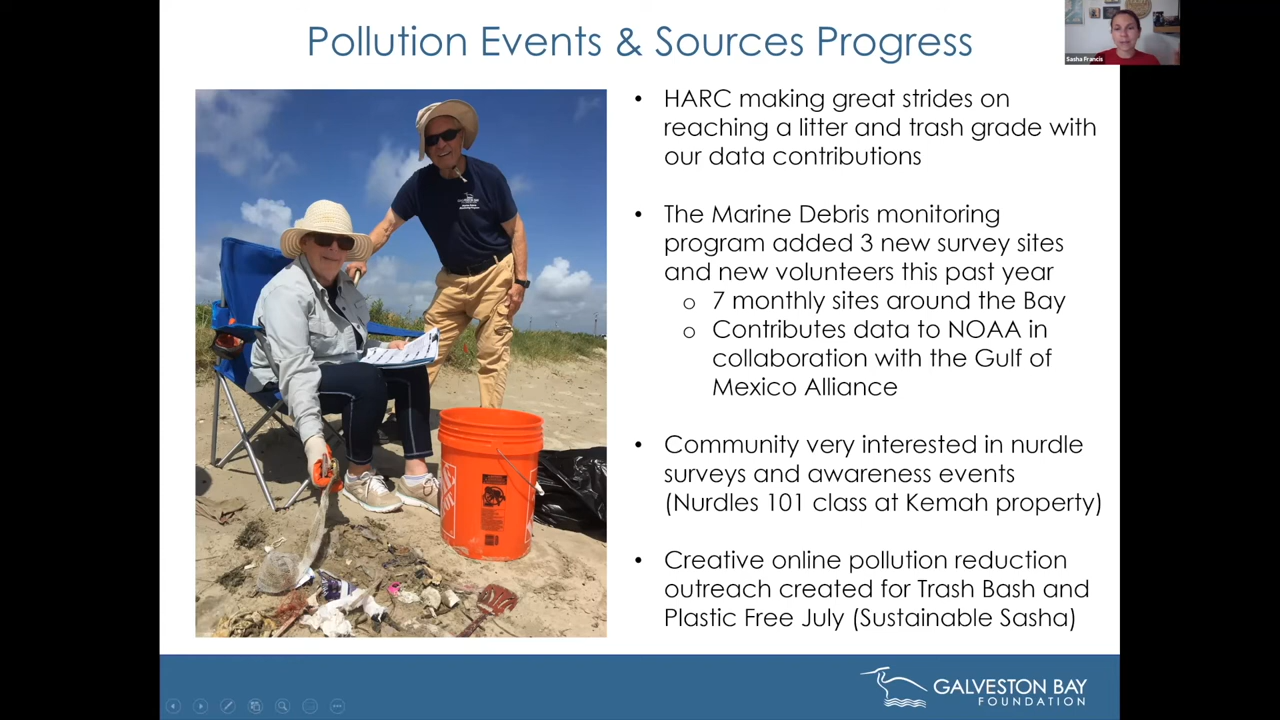 Pollution Events & Sources Progress
Sasha Francis
• HARC making great strides on
reaching a litter and trash grade with
our data contributions
• The Marine Debris monitoring
program added 3 new survey sites
and new volunteers this past year
o 7 monthly sites around the Bay
o Contributes data to NOAA in
collaboration with the Gulf of
Mexico Alliance
• Community very interested in nurdle
surveys and awareness events
(Nurdles 101 class at Kemah property)
• Creative online pollution reduction
outreach created for Trash Bash and
Plastic Free July (Sustainable Sasha)
GALVESTON BAY
FOUNDATION